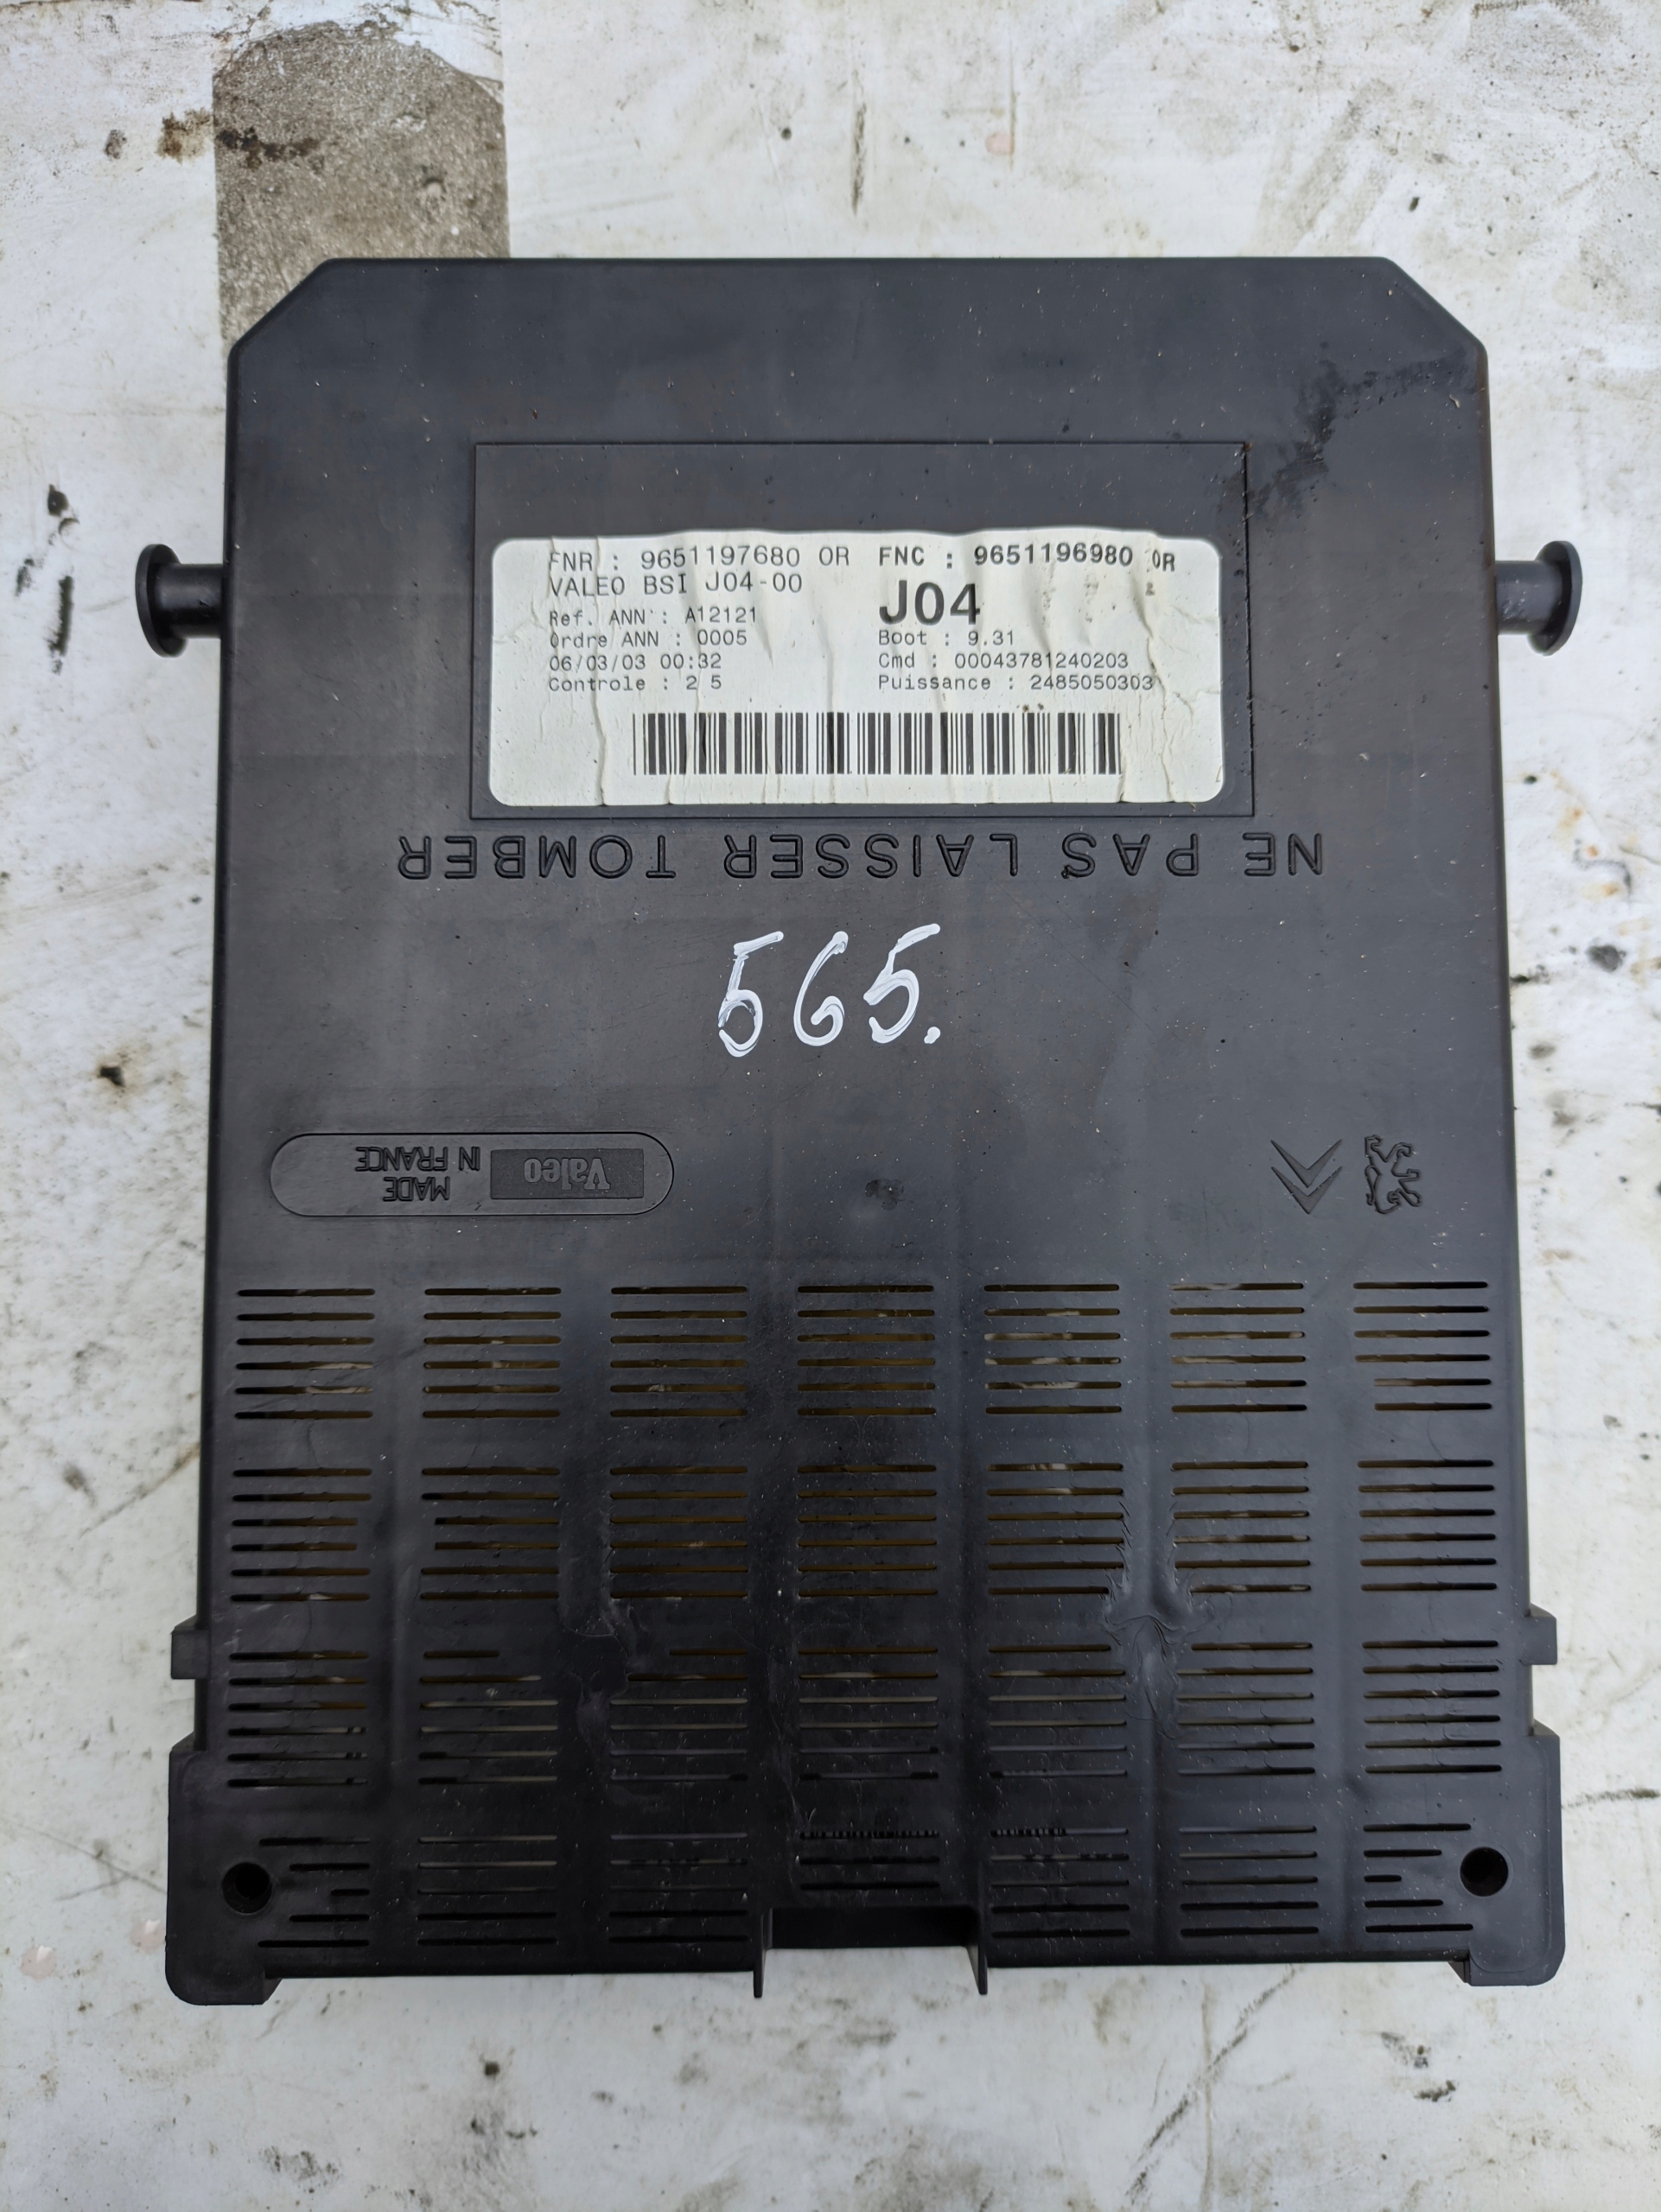 FNR : 9651197680 0R FNC : 9651196980 0R
VALEO BSI J04-00 J04
Ref. ANN : A12121
Ordre ANN : 0005 Boot : 9.31
06/03/03 00:32 Cmd : 00043781240203
Controle : 2 5 Puissance : 2485050303
NE PAS LAISSER TOMBER
565.
Valeo
MADE
IN FRANCE